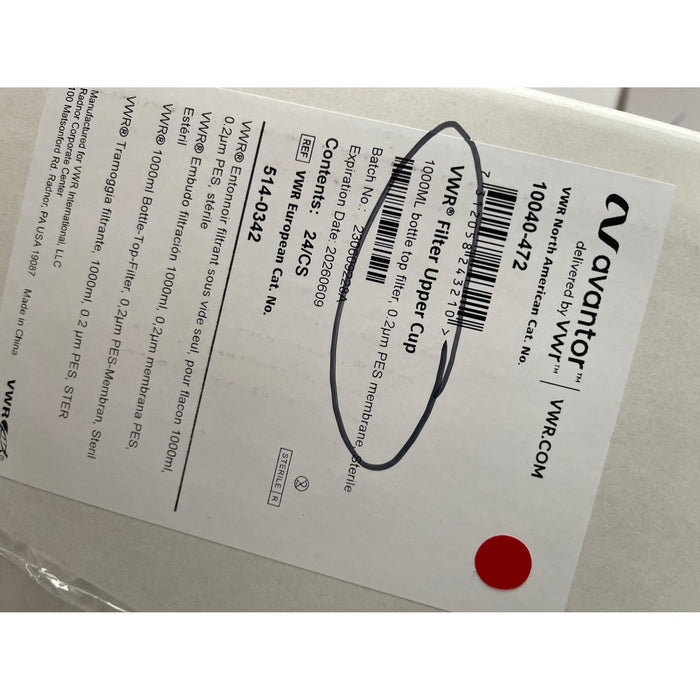 avantor™
delivered by vwr™ | VWR.COM
VWR North American Cat. No.
10040-472
VWR® Filter Upper Cup
1000ML bottle top filter, 0.2µm PES membrane, Sterile
Batch No.:
Expiration Date: 20260609
Contents: 24/CS
REF VWR European Cat. No.
514-0342
STERILE R
VWR® Entonnoir filtrant sous vide seul, pour flacon 1000ml,
0.2µm PES, stérile
VWR® Embudo filtración 1000ml, 0,2µm membrana PES,
Estéril
VWR® 1000ml Bottle-Top-Filter, 0,2µm PES-Membran, Steril
VWR® Tramoggia filtrante, 1000ml, 0.2 µm PES, STER
Manufactured for VWR International, LLC
Radnor Corporate Center
100 Matsonford Rd. Radnor, PA USA 19087
Made in China
VWR